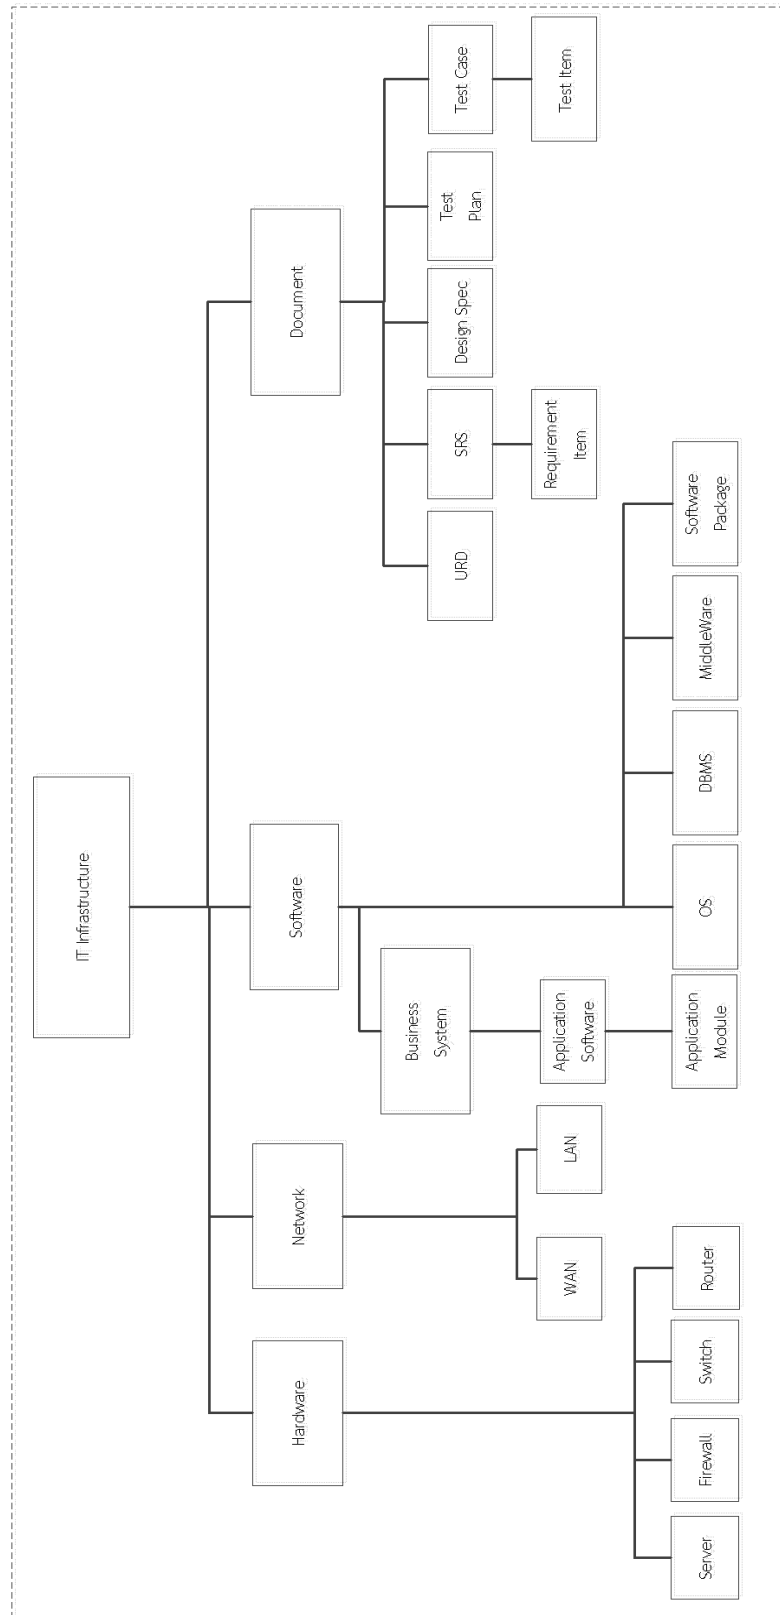 IT Infrastructure
Hardware
Network
Software
Document
Business
System
URD
SRS
Design Spec
Test
Plan
Test Case
WAN
LAN
Application
Software
Requirement
Item
Test Item
Server
Firewall
Switch
Router
Application
Module
OS
DBMS
MiddleWare
Software
Package